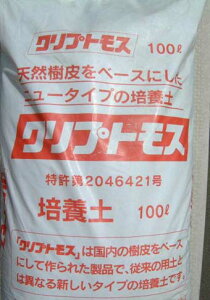 クリプトモス 100ℓ
天然樹皮をベースにした
ニュータイプの培養土
クリプトモス
特許第2046421号
培養土 100ℓ
「クリプトモス」は国内の樹皮をベース
にして作られた製品で、従来の用土と
は異なる新しいタイプの培養土です。